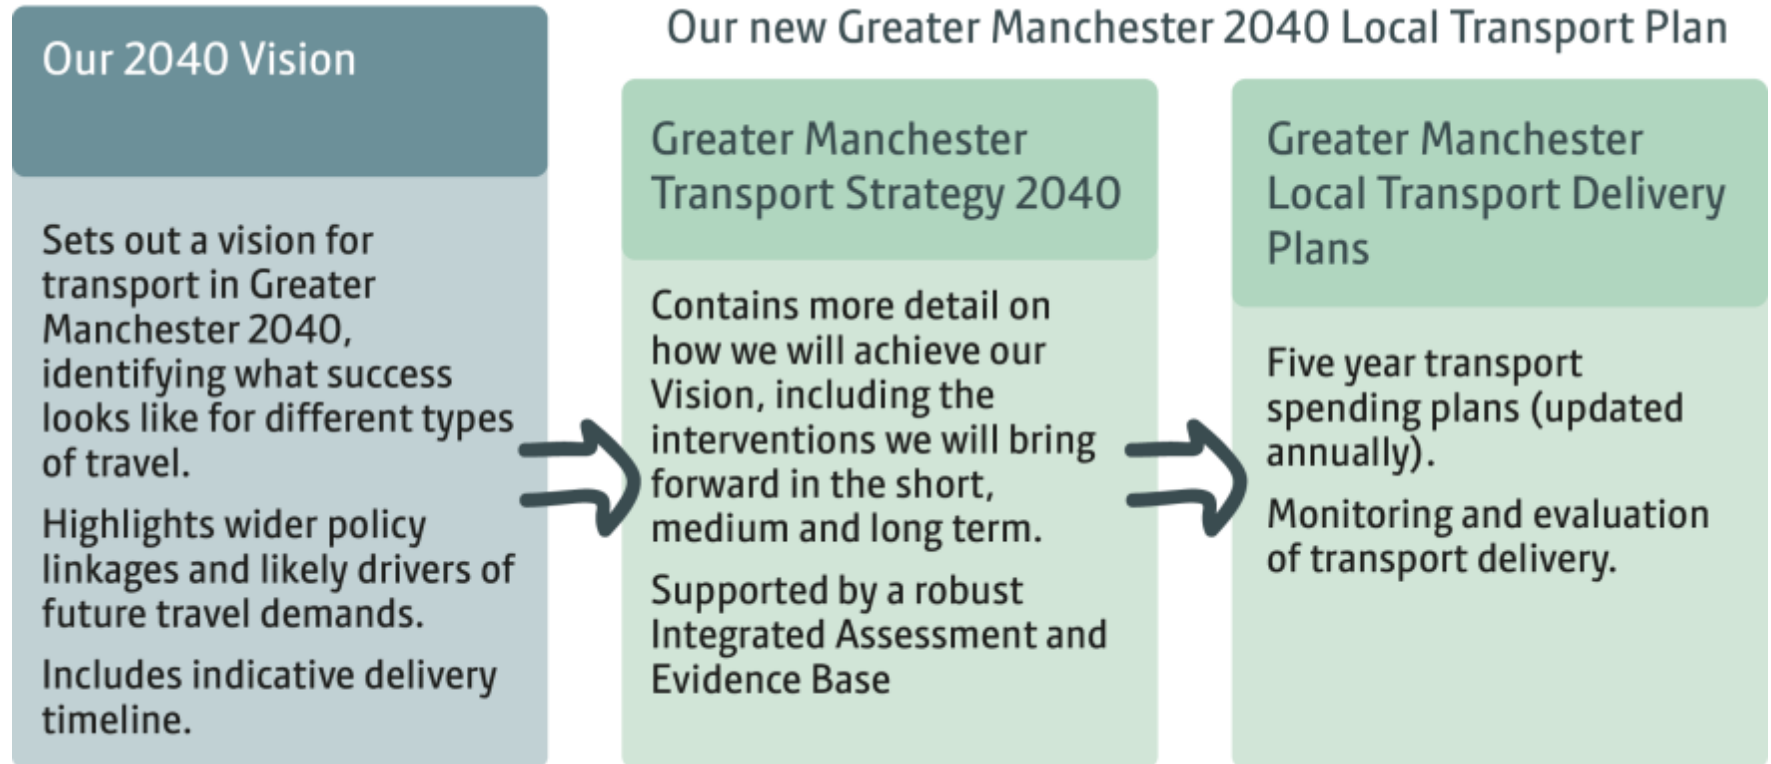 Our 2040 Vision
Sets out a vision for
transport in Greater
Manchester 2040,
identifying what success
looks like for different types
of travel.
Highlights wider policy
linkages and likely drivers of
future travel demands.
Includes indicative delivery
timeline.
Our new Greater Manchester 2040 Local Transport Plan
Greater Manchester
Transport Strategy 2040
Contains more detail on
how we will achieve our
Vision, including the
interventions we will bring
forward in the short,
medium and long term.
Supported by a robust
Integrated Assessment and
Evidence Base
Greater Manchester
Local Transport Delivery
Plans
Five year transport
spending plans (updated
annually).
Monitoring and evaluation
of transport delivery.